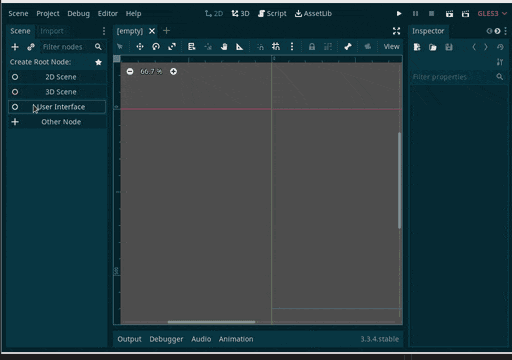 Scene Project Debug Editor Help 2D 3D Script AssetLib GLES3
Scene Import [empty] Inspector
Filter nodes View
Create Root Node:
2D Scene 66.7 %
3D Scene Filter properties
User Interface
Other Node
Output Debugger Audio Animation 3.3.4.stable